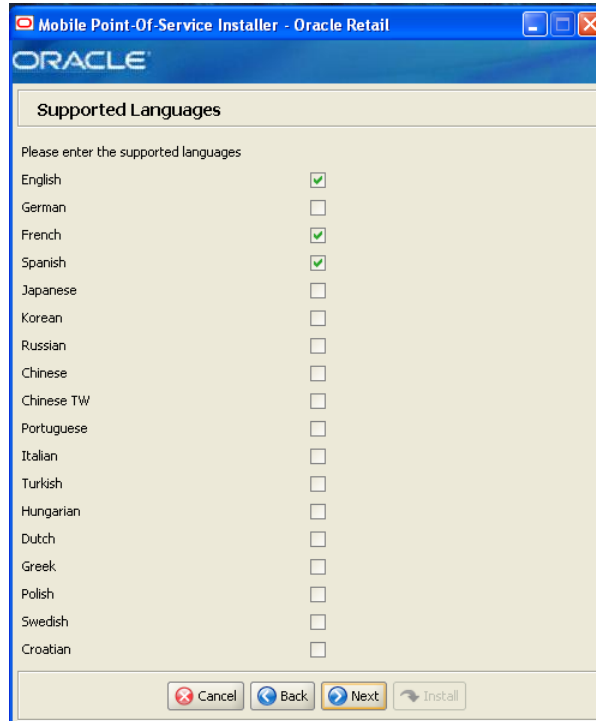 Mobile Point-Of-Service Installer - Oracle Retail
ORACLE
Supported Languages
Please enter the supported languages
English
German
French
Spanish
Japanese
Korean
Russian
Chinese
Chinese TW
Portuguese
Italian
Turkish
Hungarian
Dutch
Greek
Polish
Swedish
Croatian
Cancel Back Next Install